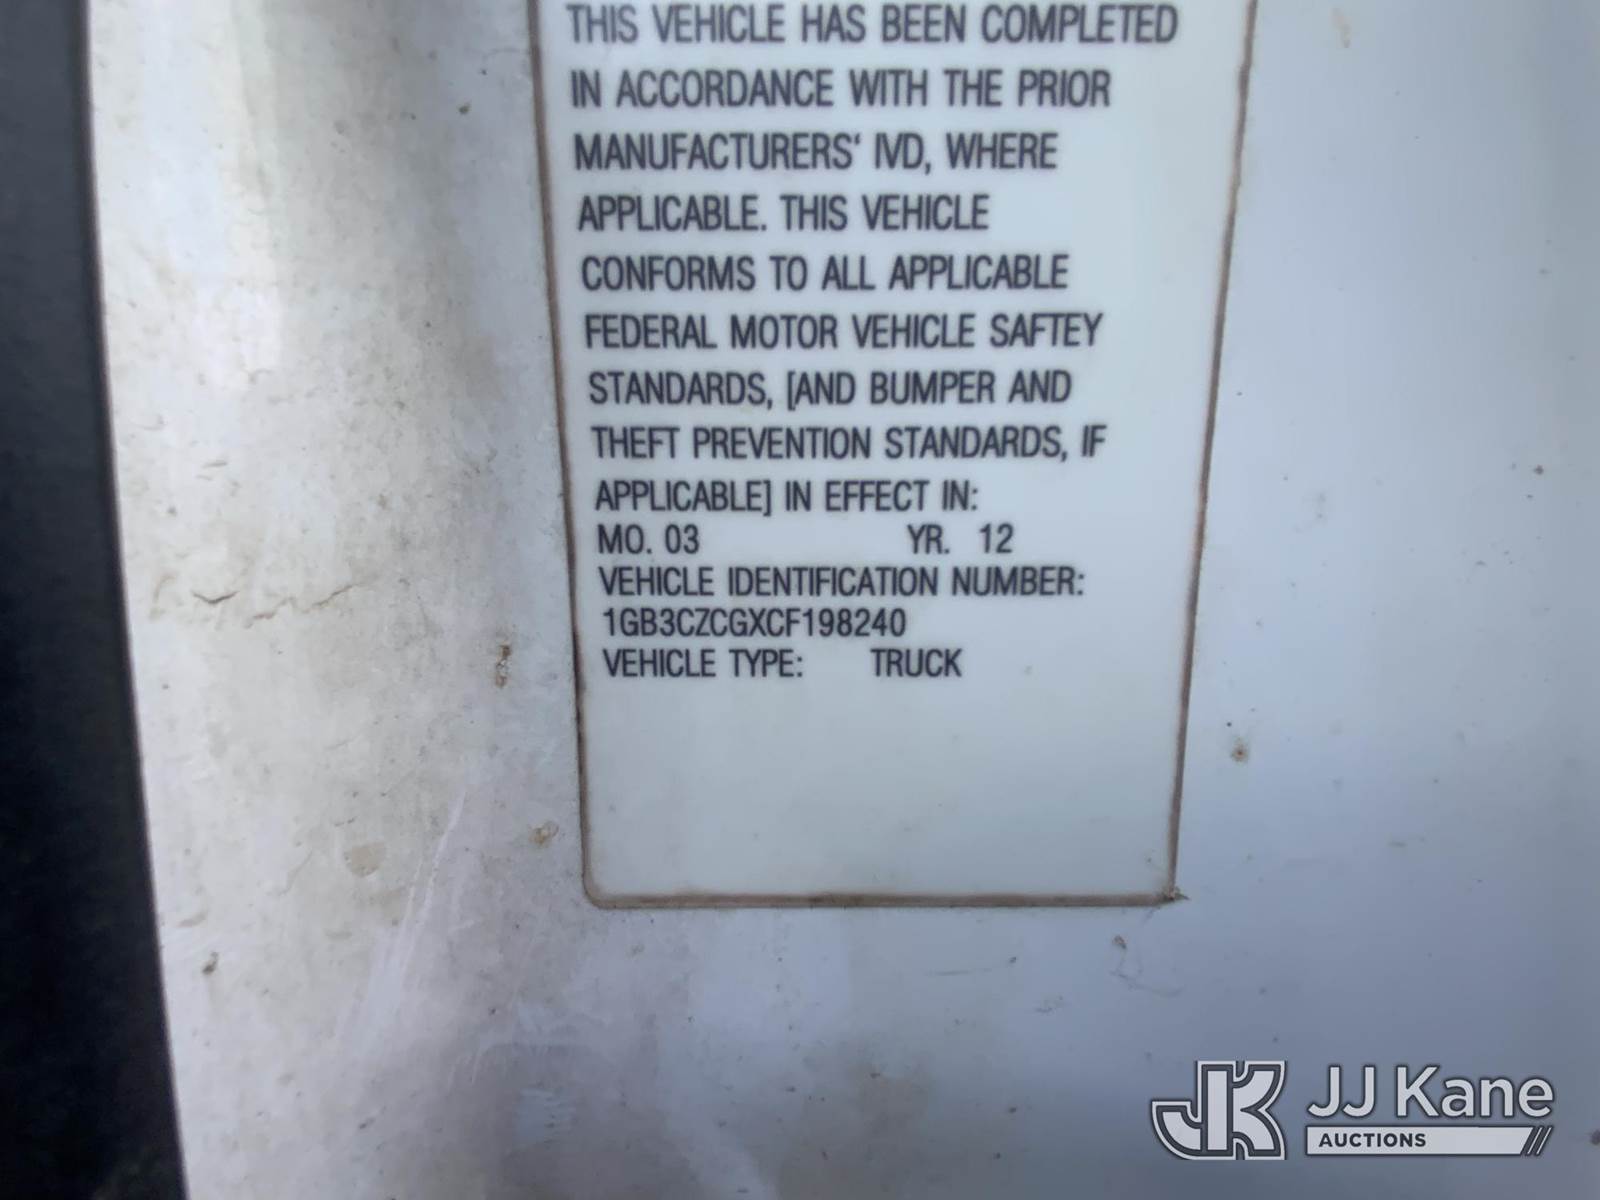 THIS VEHICLE HAS BEEN COMPLETED
IN ACCORDANCE WITH THE PRIOR
MANUFACTURERS' IVD, WHERE
APPLICABLE. THIS VEHICLE
CONFORMS TO ALL APPLICABLE
FEDERAL MOTOR VEHICLE SAFTEY
STANDARDS, [AND BUMPER AND
THEFT PREVENTION STANDARDS, IF
APPLICABLE] IN EFFECT IN:
MO. 03 YR. 12
VEHICLE IDENTIFICATION NUMBER:
1GB3CZCGXCF198240
VEHICLE TYPE: TRUCK
JK JJ Kane
AUCTIONS